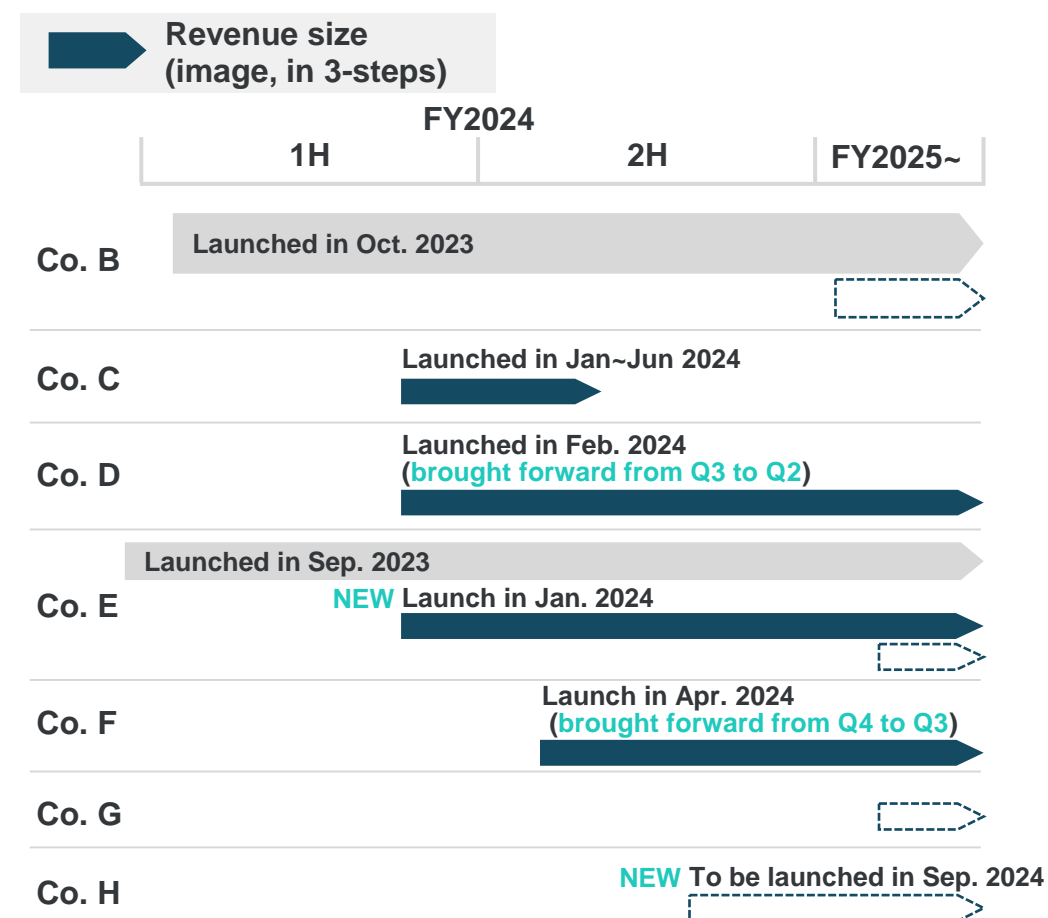 Revenue size
(image, in 3-steps)
FY2024
1H
2H
FY2025~
Co. B
Launched in Oct. 2023
Co. C
Launched in Jan~Jun 2024
Co. D
Launched in Feb. 2024
(brought forward from Q3 to Q2)
Co. E
Launched in Sep. 2023
NEW Launch in Jan. 2024
Co. F
Launch in Apr. 2024
(brought forward from Q4 to Q3)
Co. G
Co. H
NEW To be launched in Sep. 2024